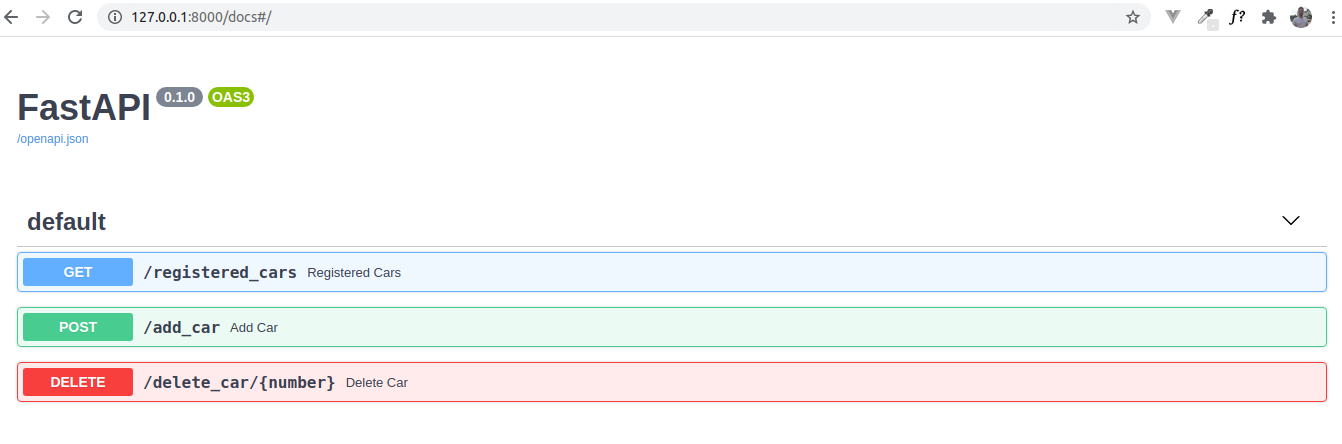 127.0.0.1:8000/docs#/
f?
FastAPI 0.1.0 OAS3
/openapi.json
default
GET /registered_cars Registered Cars
POST /add_car Add Car
DELETE /delete_car/{number} Delete Car